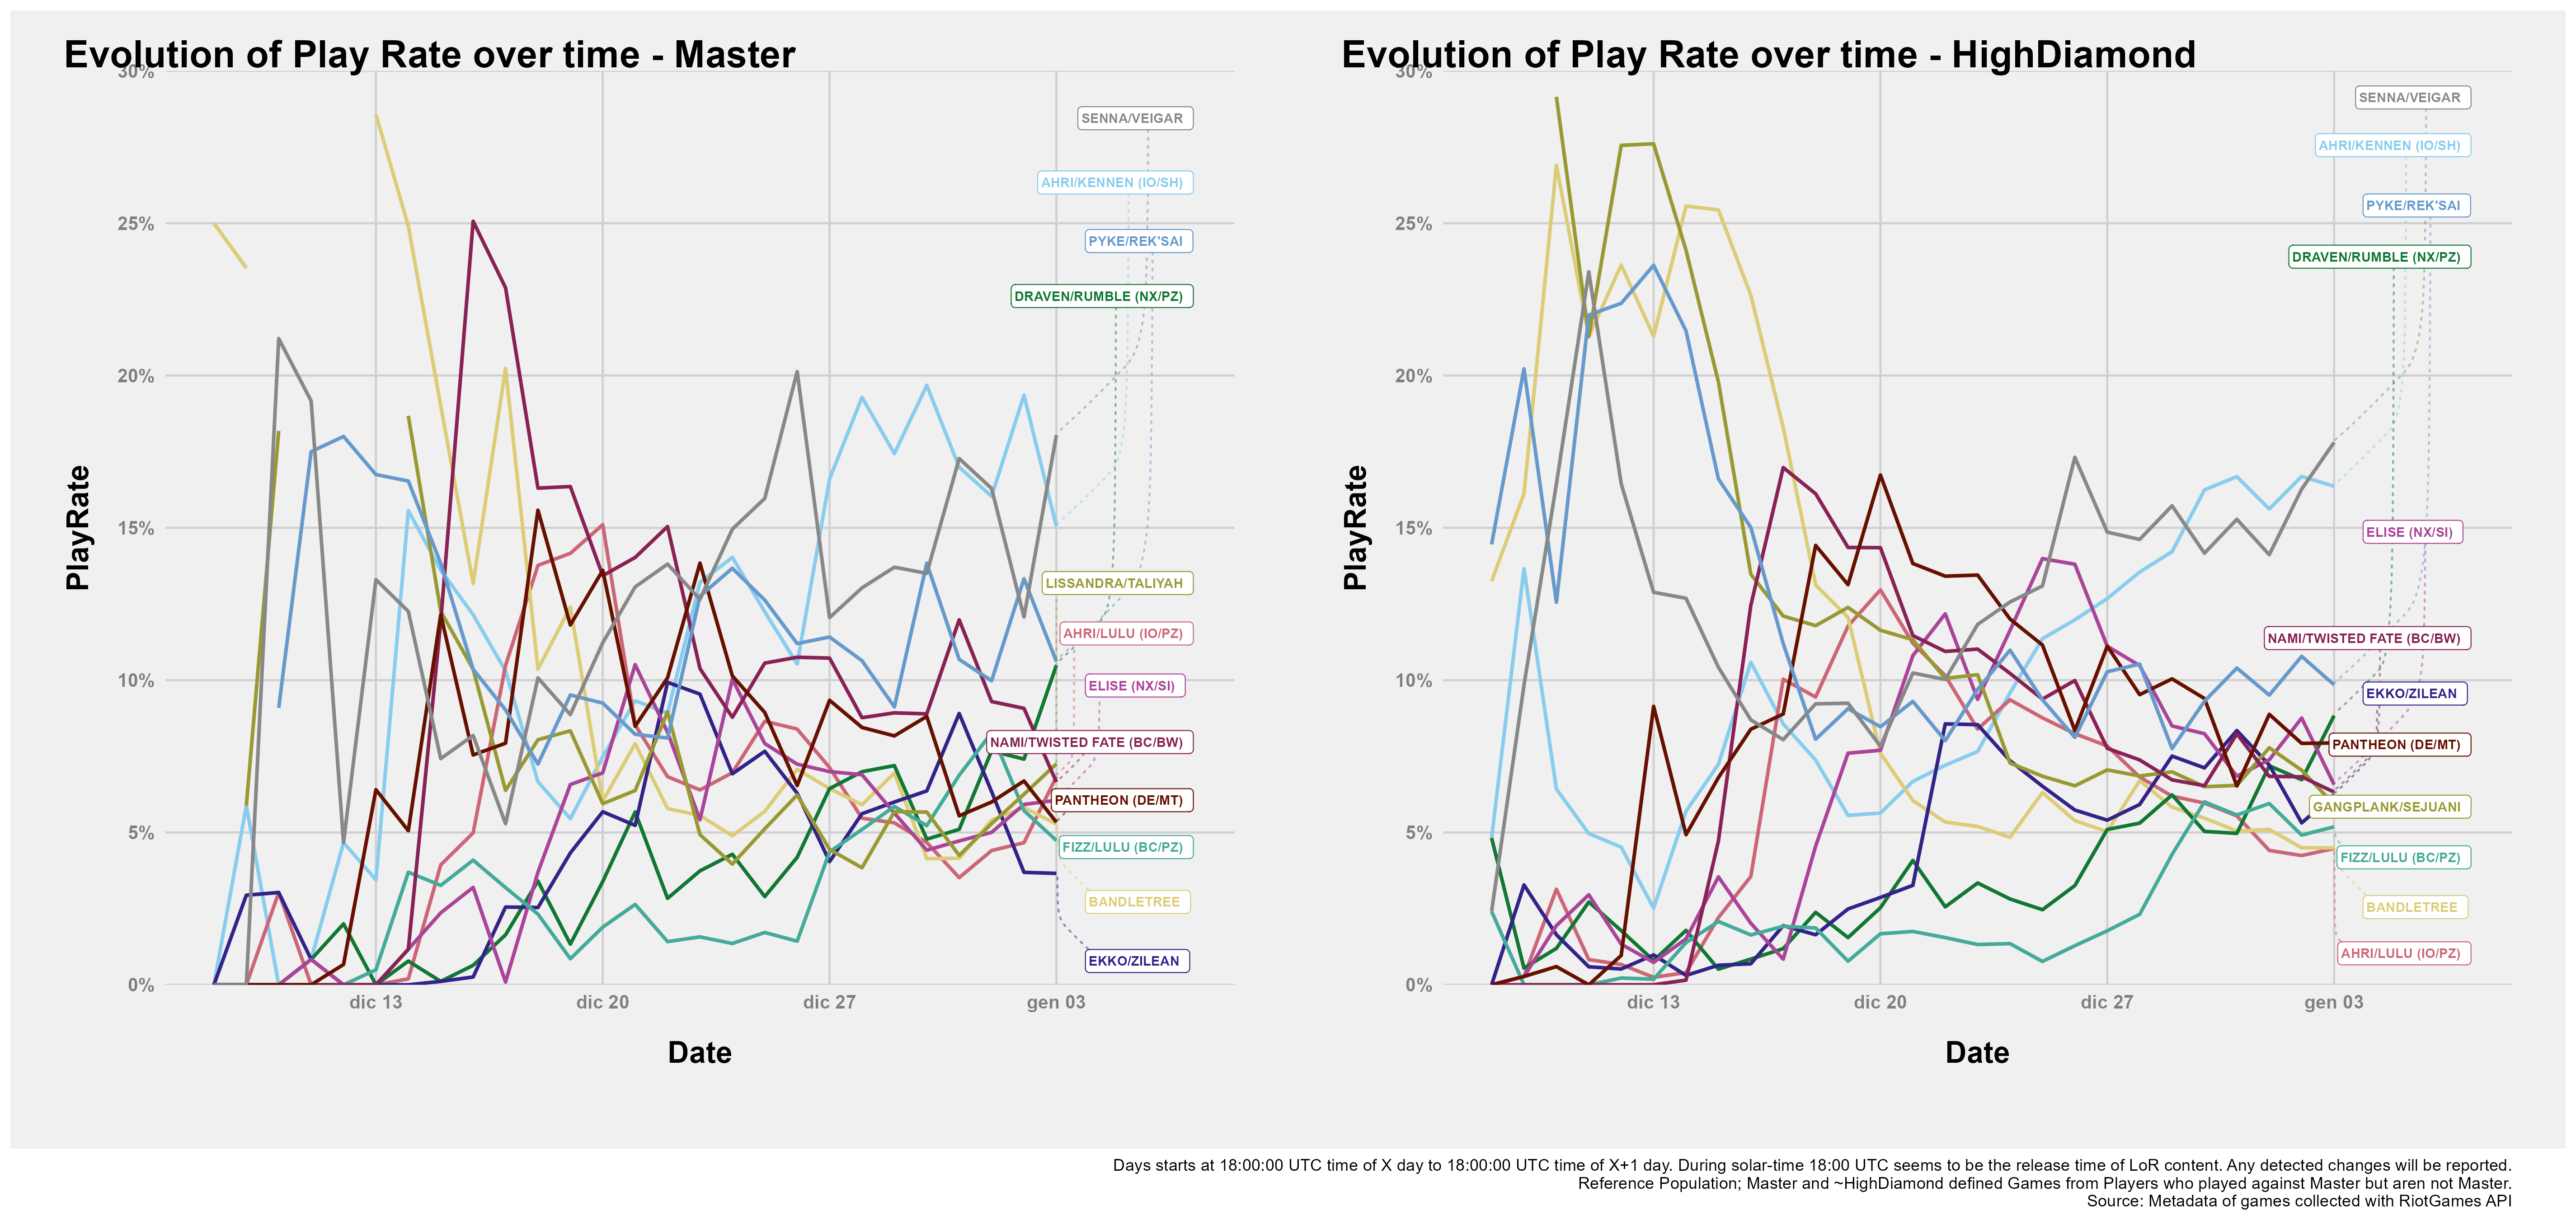 Evolution of Play Rate over time - Master
30%
25%
20%
15%
10%
5%
0%
PlayRate
SENNA/VEIGAR
AHRI/KENNEN (IO/SH)
PYKE/REK'SAI
DRAVEN/RUMBLE (NX/PZ)
LISSANDRA/TALIYAH
AHRI/LULU (IO/PZ)
ELISE (NX/SI)
NAMI/TWISTED FATE (BC/BW)
PANTHEON (DE/MT)
FIZZ/LULU (BC/PZ)
BANDLETREE
EKKO/ZILEAN
dic 13
dic 20
dic 27
gen 03
Date
Evolution of Play Rate over time - HighDiamond
30%
25%
20%
15%
10%
5%
0%
PlayRate
SENNA/VEIGAR
AHRI/KENNEN (IO/SH)
PYKE/REK'SAI
DRAVEN/RUMBLE (NX/PZ)
ELISE (NX/SI)
NAMI/TWISTED FATE (BC/BW)
EKKO/ZILEAN
PANTHEON (DE/MT)
GANGPLANK/SEJUANI
FIZZ/LULU (BC/PZ)
BANDLETREE
AHRI/LULU (IO/PZ)
dic 13
dic 20
dic 27
gen 03
Date
Days starts at 18:00:00 UTC time of X day to 18:00:00 UTC time of X+1 day. During solar-time 18:00 UTC seems to be the release time of LoR content. Any detected changes will be reported.
Reference Population; Master and ~HighDiamond defined Games from Players who played against Master but aren not Master.
Source: Metadata of games collected with RiotGames API